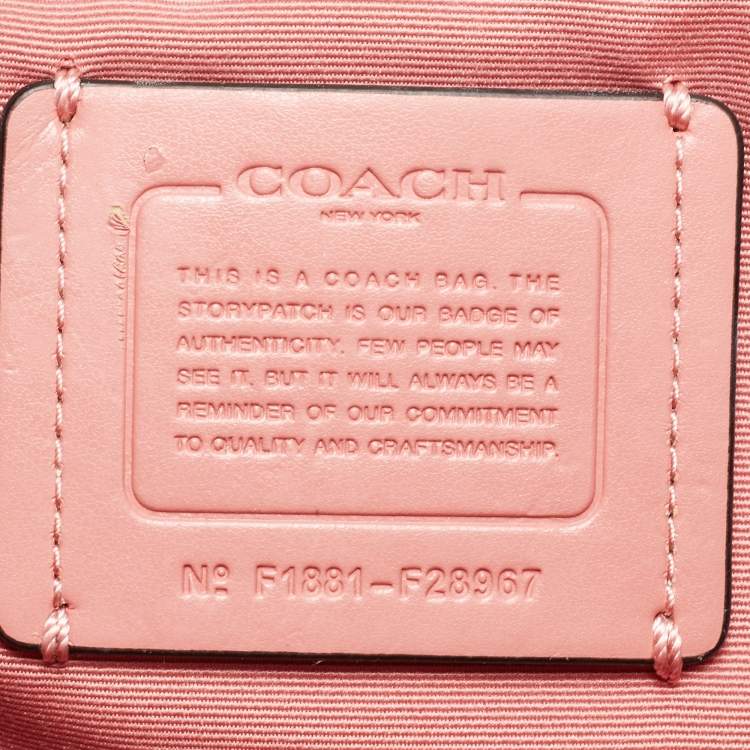 COACH
NEW YORK
THIS IS A COACH BAG. THE
STORYPATCH IS OUR BADGE OF
AUTHENTICITY. FEW PEOPLE MAY
SEE IT, BUT IT WILL ALWAYS BE A
REMINDER OF OUR COMMITMENT
TO QUALITY AND CRAFTSMANSHIP.
Nº F1881-F28967